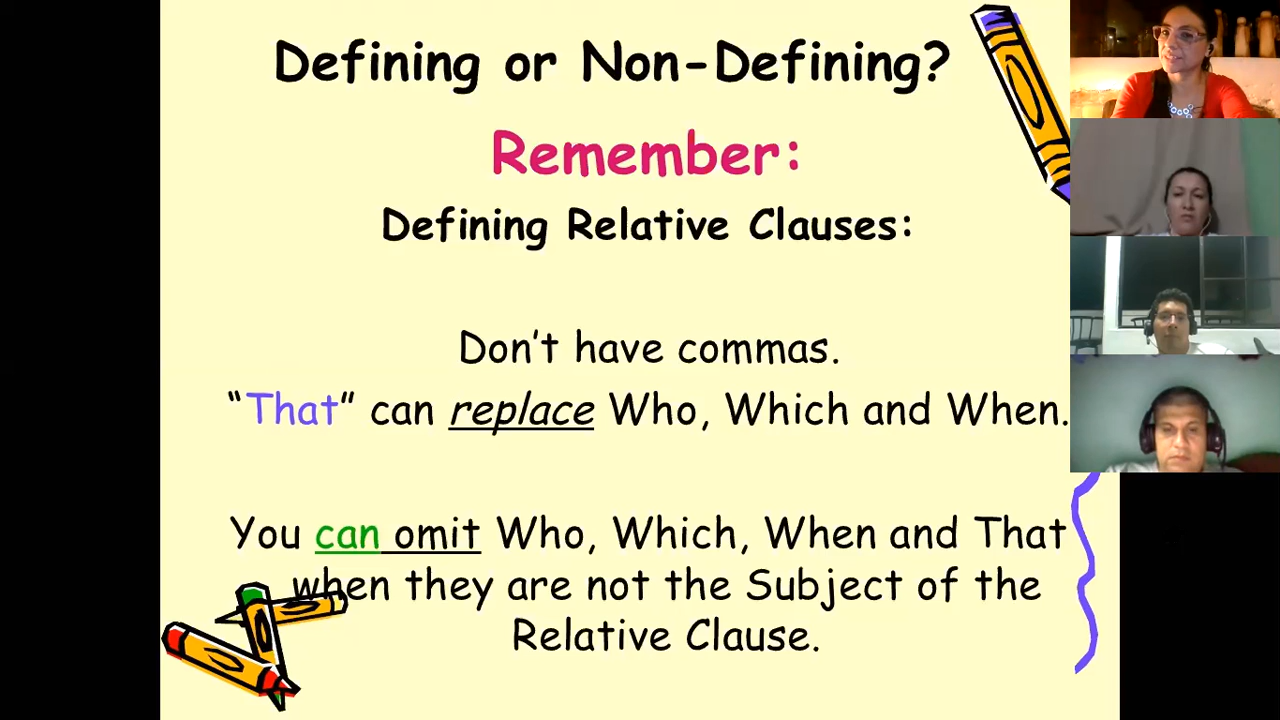 Defining or Non-Defining?
Remember:
Defining Relative Clauses:
Don't have commas.
“That” can replace Who, Which and When.
You can omit Who, Which, When and That
when they are not the Subject of the
Relative Clause.